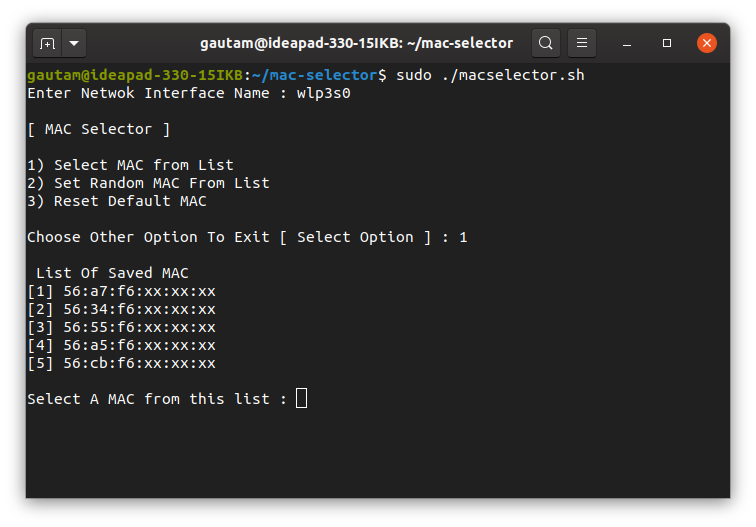 gautam@ideapad-330-15IKB: ~/mac-selector
gautam@ideapad-330-15IKB:~/mac-selector$ sudo ./macselector.sh
Enter Netwok Interface Name : wlp3s0
[ MAC Selector ]
1) Select MAC from List
2) Set Random MAC From List
3) Reset Default MAC
Choose Other Option To Exit [ Select Option ] : 1
List Of Saved MAC
[1] 56:a7:f6:xx:xx:xx
[2] 56:34:f6:xx:xx:xx
[3] 56:55:f6:xx:xx:xx
[4] 56:a5:f6:xx:xx:xx
[5] 56:cb:f6:xx:xx:xx
Select A MAC from this list :